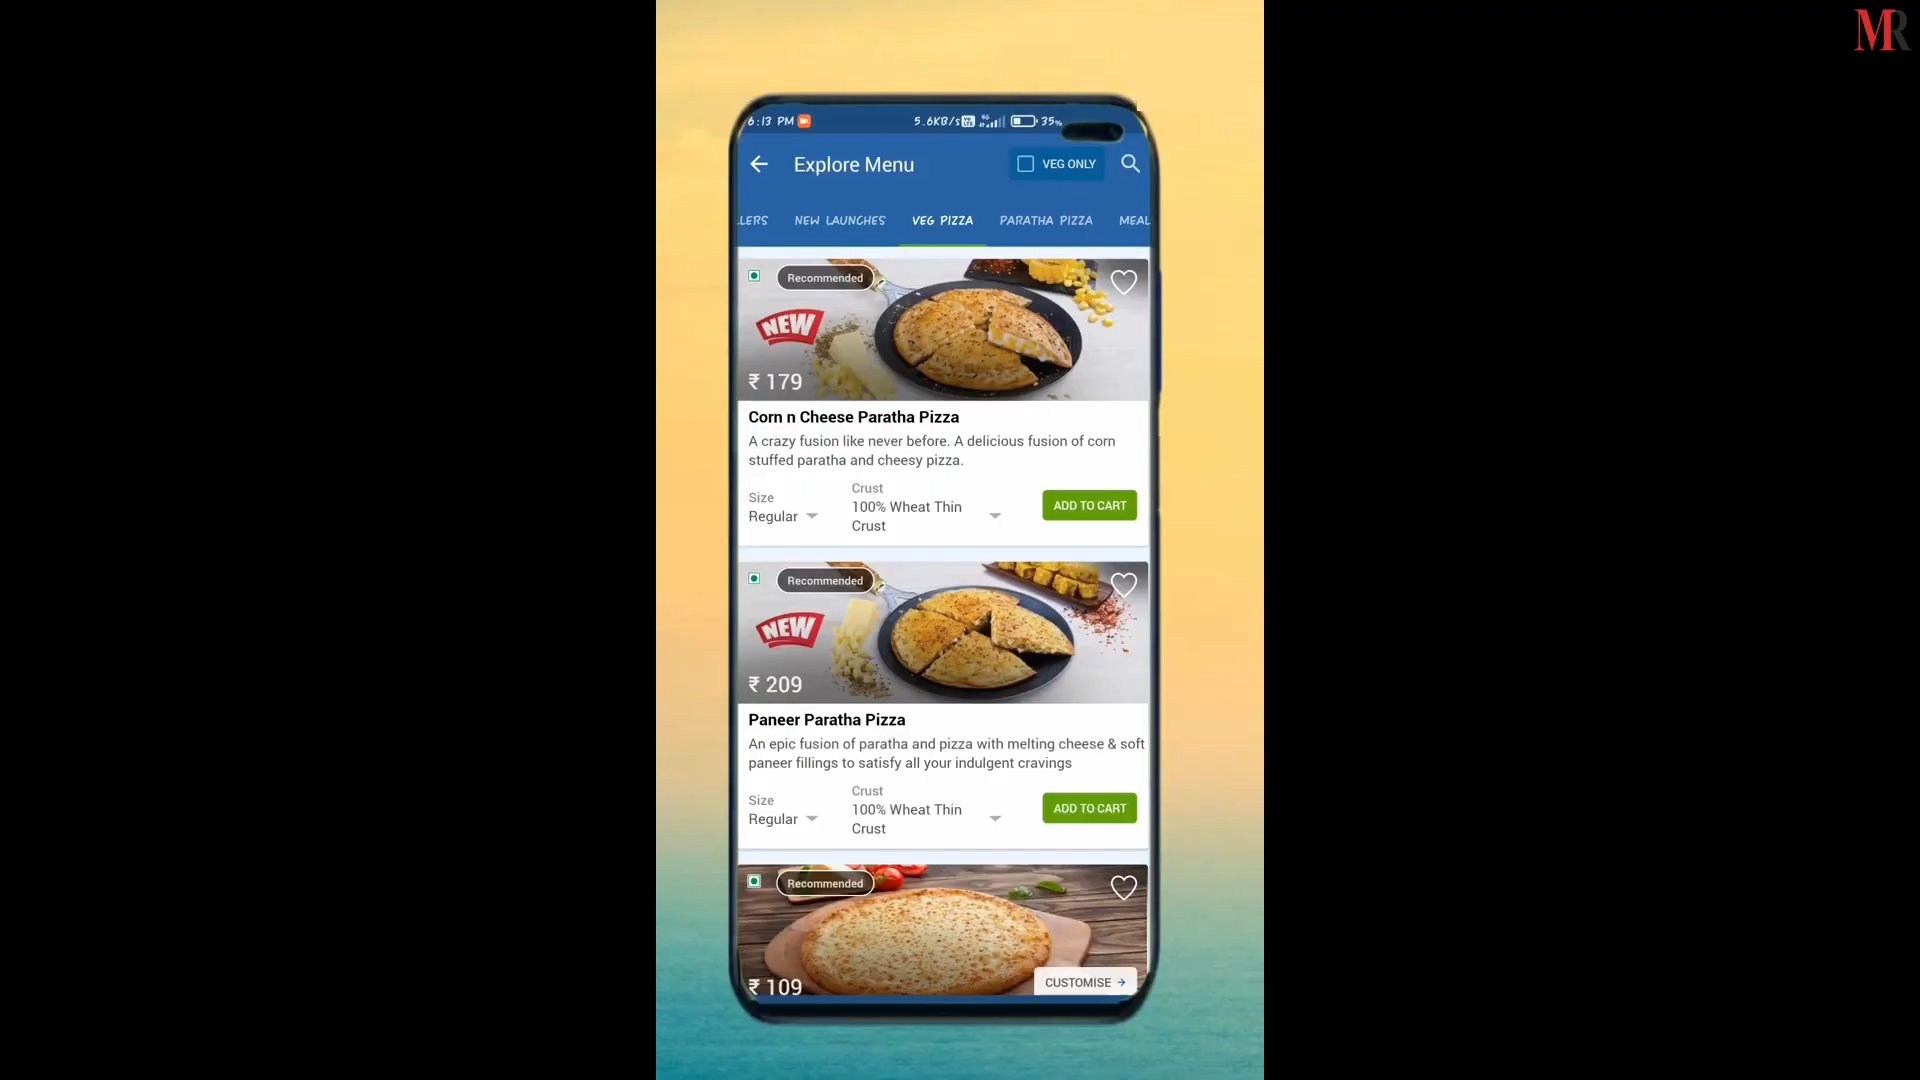 MR
6:13 PM
5.6KB/s
4G
35%
Explore Menu
VEG ONLY
LLERS
NEW LAUNCHES
VEG PIZZA
PARATHA PIZZA
MEAL
Recommended
NEW
₹ 179
Corn n Cheese Paratha Pizza
A crazy fusion like never before. A delicious fusion of corn
stuffed paratha and cheesy pizza.
Size
Regular
Crust
100% Wheat Thin
Crust
ADD TO CART
Recommended
NEW
₹ 209
Paneer Paratha Pizza
An epic fusion of paratha and pizza with melting cheese & soft
paneer fillings to satisfy all your indulgent cravings
Size
Regular
Crust
100% Wheat Thin
Crust
ADD TO CART
Recommended
₹ 109
CUSTOMISE